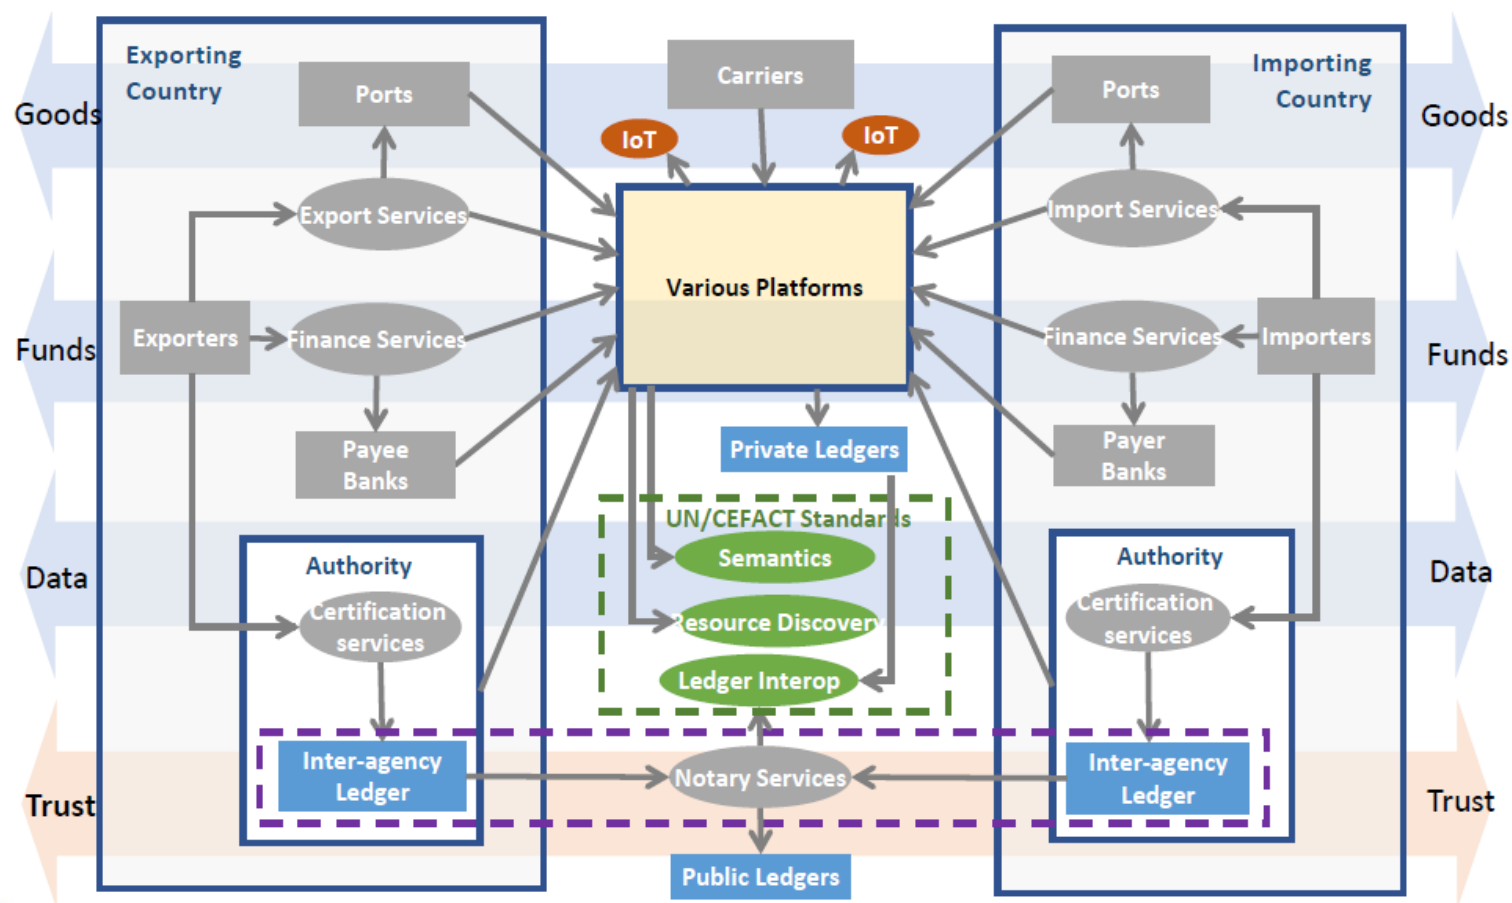 Exporting
Country
Importing
Country
Carriers
Ports
Ports
Goods
Goods
IoT
IoT
Export Services
Import Services
Various Platforms
Exporters
Finance Services
Finance Services
Importers
Funds
Funds
Payee
Banks
Private Ledgers
Payer
Banks
UN/CEFACT Standards
Semantics
Authority
Authority
Data
Data
Certification
services
Certification
services
Resource Discovery
Ledger Interop
Inter-agency
Ledger
Notary Services
Inter-agency
Ledger
Trust
Trust
Public Ledgers